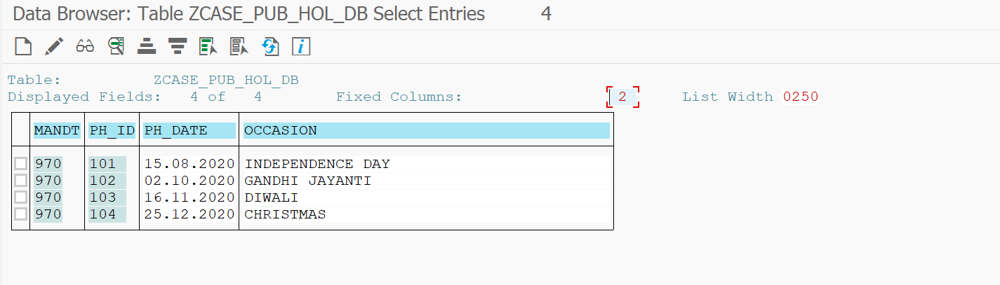 Data Browser: Table ZCASE_PUB_HOL_DB Select Entries 4
Table: ZCASE_PUB_HOL_DB
Displayed Fields: 4 of 4 Fixed Columns: 2 List Width 0250
MANDT PH_ID PH_DATE OCCASION
970 101 15.08.2020 INDEPENDENCE DAY
970 102 02.10.2020 GANDHI JAYANTI
970 103 16.11.2020 DIWALI
970 104 25.12.2020 CHRISTMAS